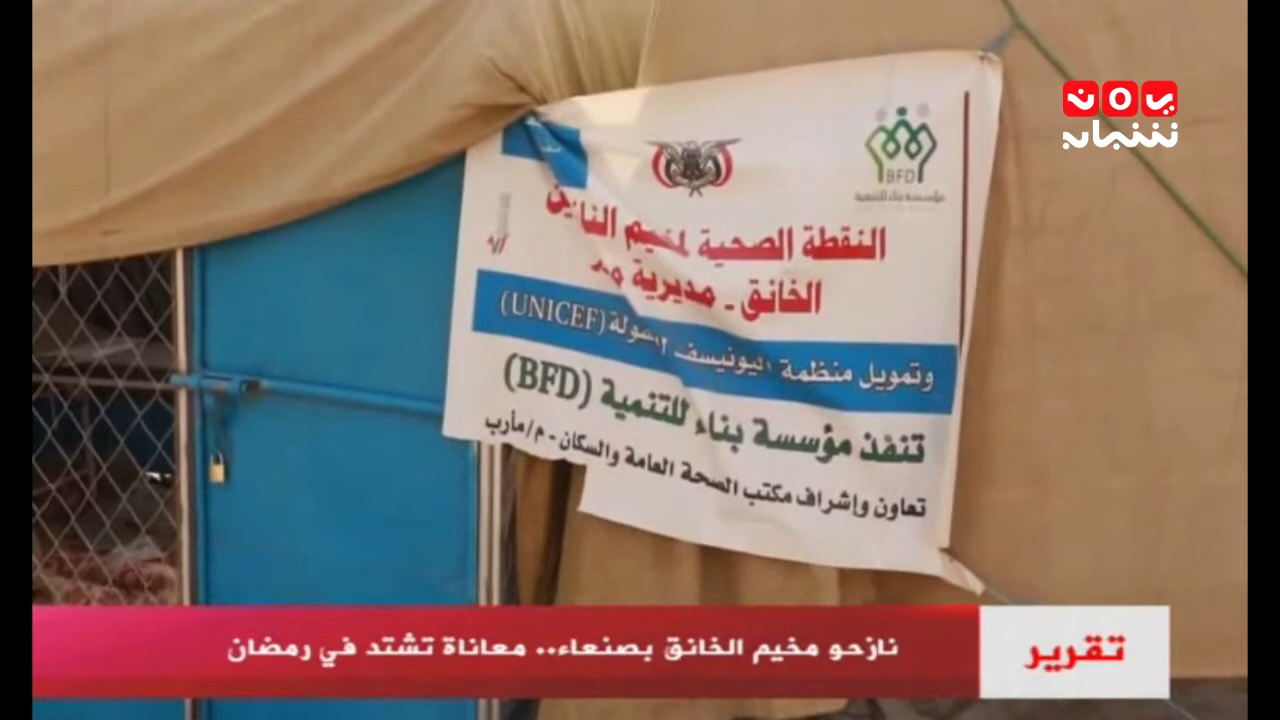 يمن
شباب
BFD
مؤسسة بناء للتنمية
النقطة الصحية لمخيم النازحين
الخانق - مديرية
وتمويل منظمة اليونيسف (UNICEF)
تنفذ مؤسسة بناء للتنمية (BFD)
تعاون وإشراف مكتب الصحة العامة والسكان - م/مأرب
تقرير
نازحو مخيم الخانق بصنعاء.. معاناة تشتد في رمضان